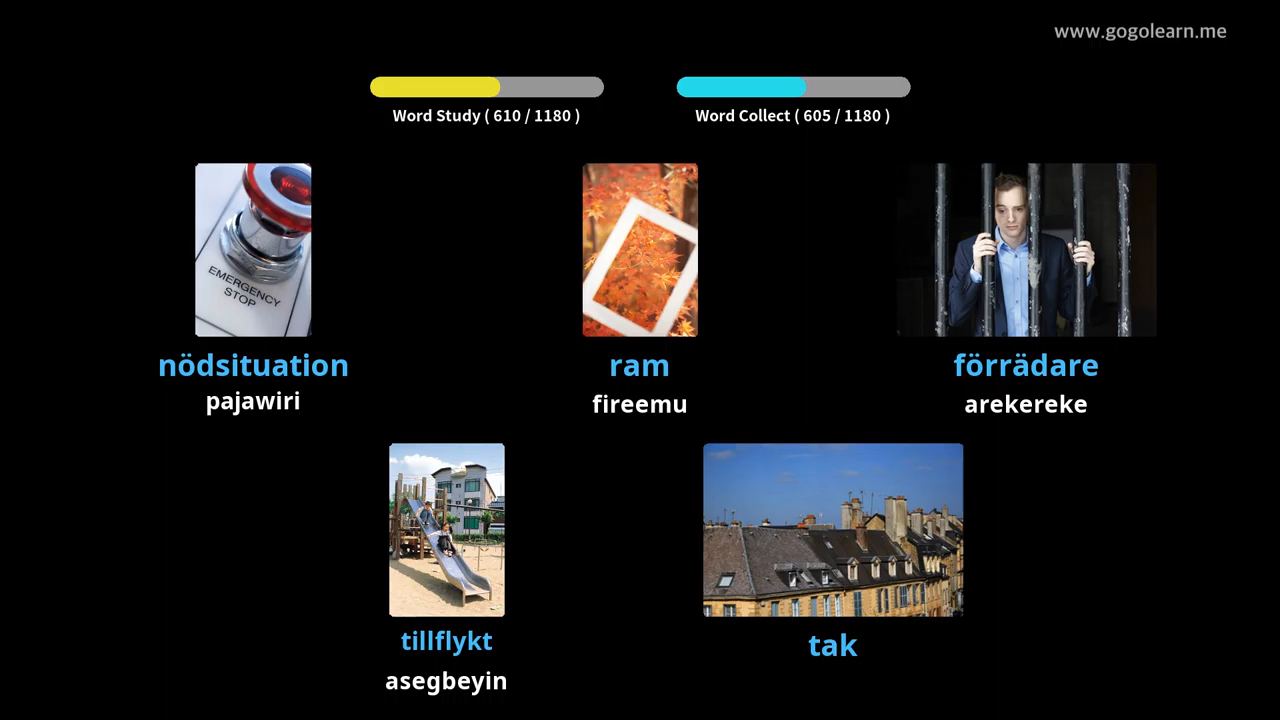 www.gogolearn.me
Word Study ( 610 / 1180 )
Word Collect ( 605 / 1180 )
EMERGENCY
STOP
nödsituation
pajawiri
ram
fireemu
förrädare
arekereke
tillflykt
asegbeyin
tak